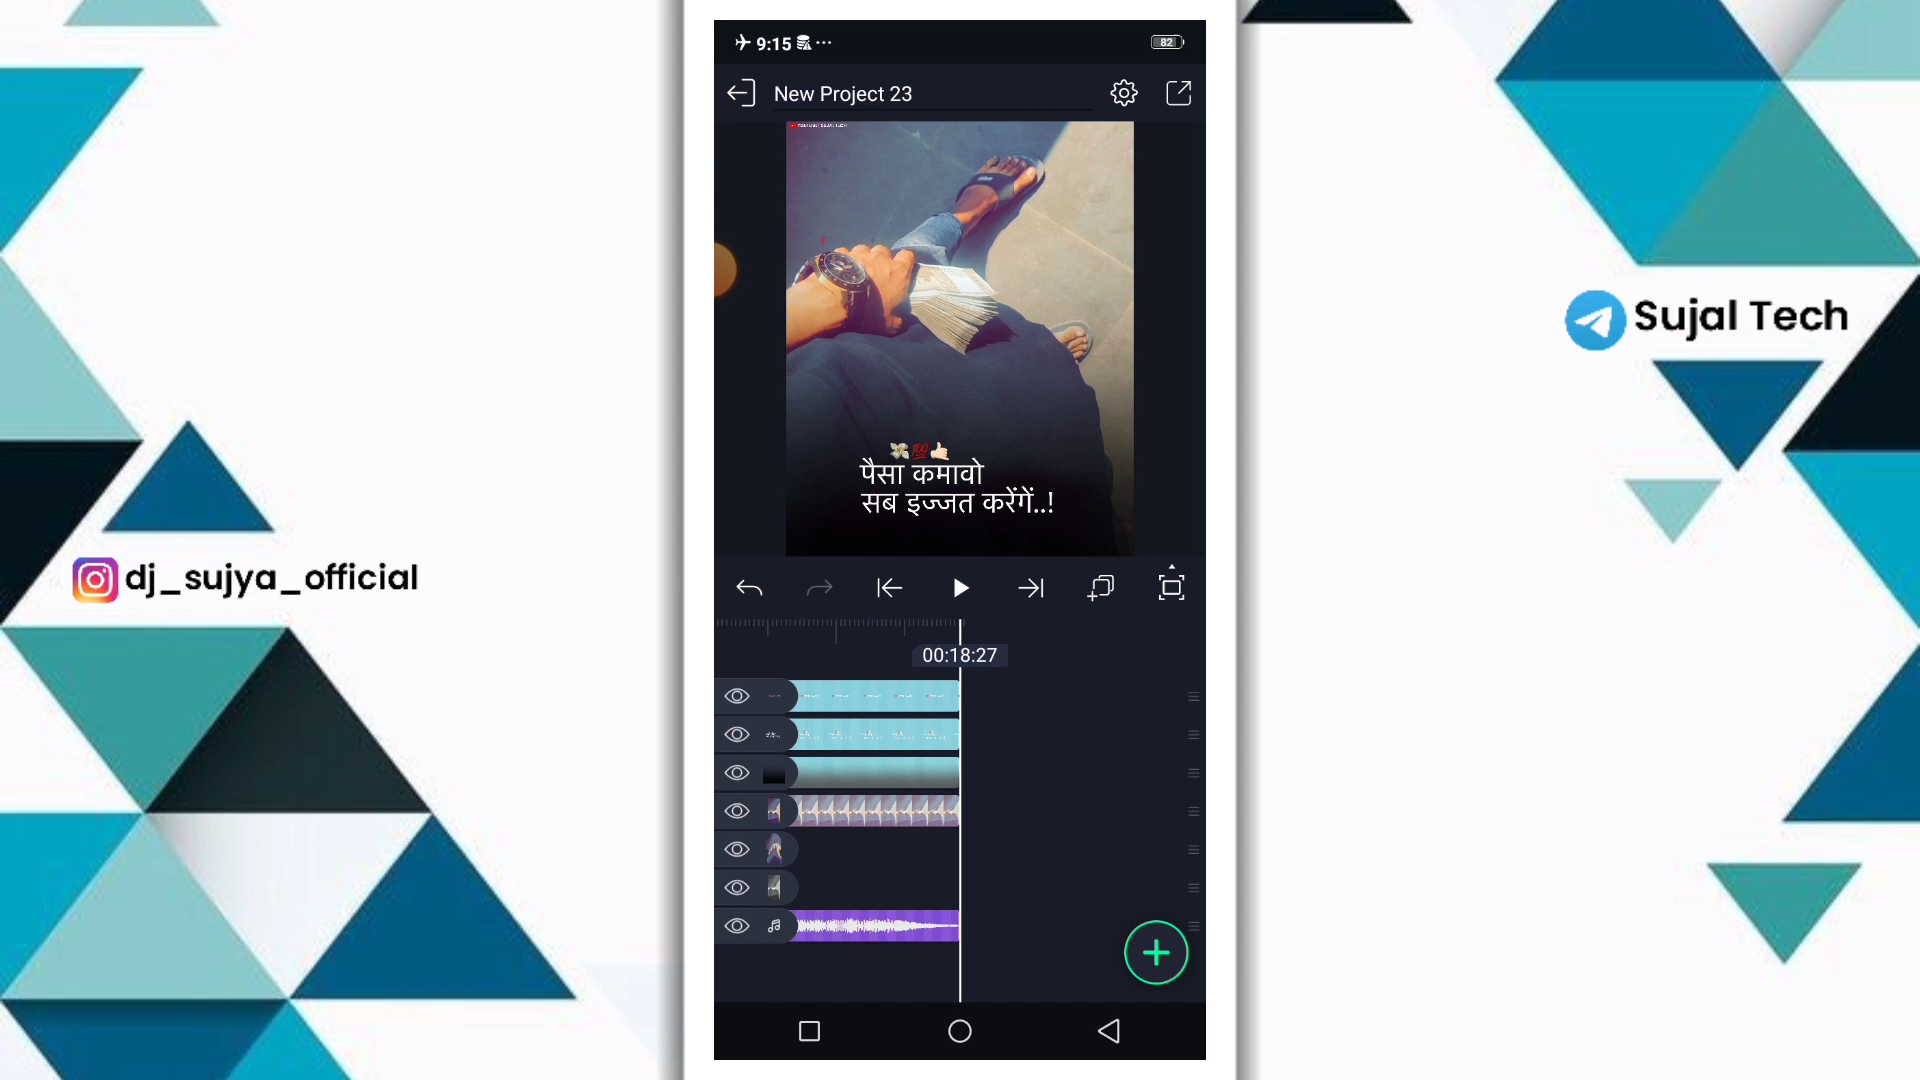 9:15
82
New Project 23
पैसा कमावो
सब इज्जत करेंगें..!
00:18:27
dj_sujya_official
Sujal Tech